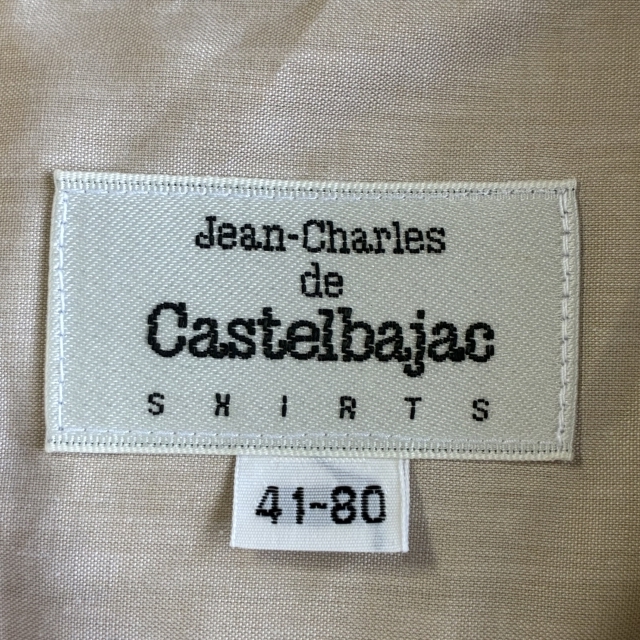 Jean-Charles
de
Castelbajac
SHIRTS
41-80